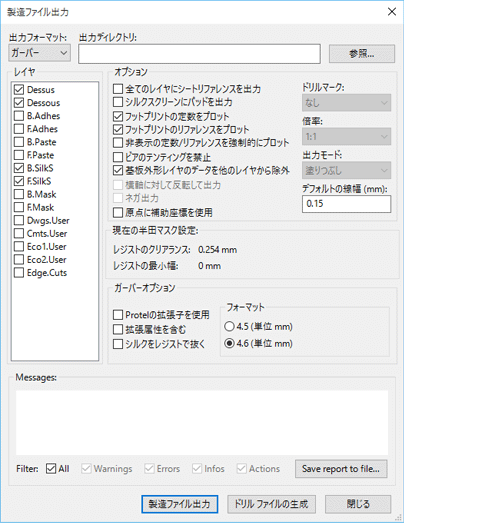 製造ファイル出力
出力フォーマット:
出力ディレクトリ:
ガーバー
参照...
レイヤ
Dessus
Dessous
B.Adhes
F.Adhes
B.Paste
F.Paste
B.SilkS
F.SilkS
B.Mask
F.Mask
Dwgs.User
Cmts.User
Eco1.User
Eco2.User
Edge.Cuts
オプション
全てのレイヤにシートリファレンスを出力
シルクスクリーンにパッドを出力
フットプリントの定数をプロット
フットプリントのリファレンスをプロット
非表示の定数/リファレンスを強制的にプロット
ビアのテンティングを禁止
基板外形レイヤのデータを他のレイヤから除外
横軸に対して反転して出力
ネガ出力
原点に補助座標を使用
ドリルマーク:
なし
倍率:
1:1
出力モード:
塗りつぶし
デフォルトの線幅 (mm):
0.15
現在の半田マスク設定:
レジストのクリアランス: 0.254 mm
レジストの最小幅: 0 mm
ガーバーオプション
Protelの拡張子を使用
拡張属性を含む
シルクをレジストで抜く
フォーマット
4.5 (単位 mm)
4.6 (単位 mm)
Messages:
Filter: All Warnings Errors Infos Actions Save report to file...
製造ファイル出力 ドリル ファイルの生成 閉じる